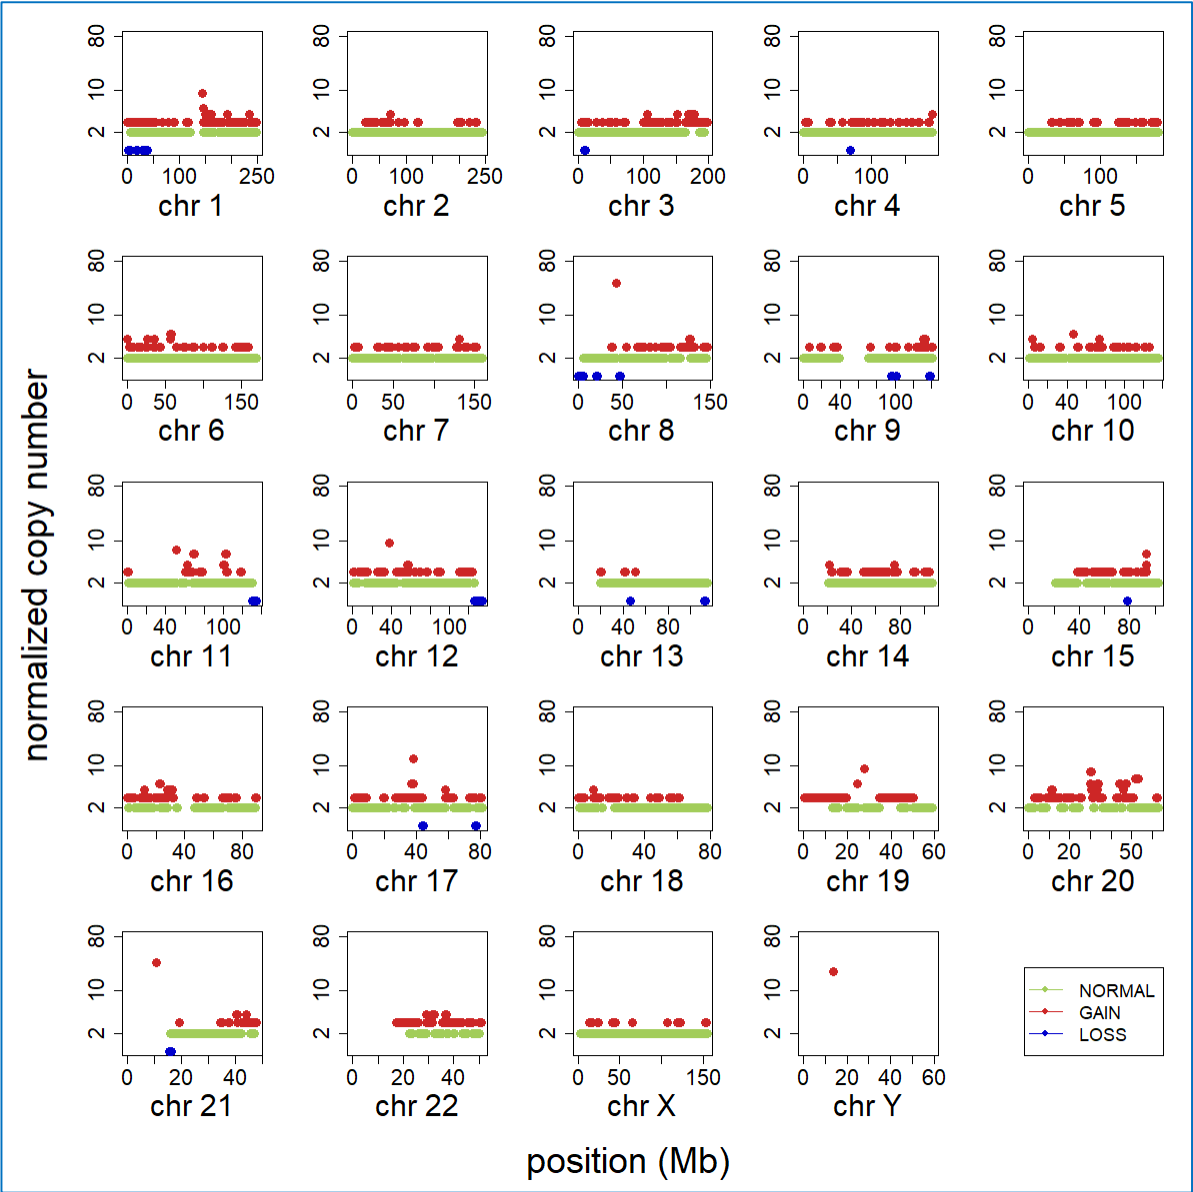 80 10 2 0 100 250 chr 1
80 10 2 0 100 250 chr 2
80 10 2 0 50 100 200 chr 3
80 10 2 0 100 chr 4
80 10 2 0 100 chr 5
80 10 2 0 50 150 chr 6
80 10 2 0 50 150 chr 7
80 10 2 0 50 150 chr 8
80 10 2 0 40 100 chr 9
80 10 2 0 40 100 chr 10
80 10 2 0 40 100 chr 11
80 10 2 0 40 100 chr 12
80 10 2 0 40 80 chr 13
80 10 2 0 40 80 chr 14
80 10 2 0 40 80 chr 15
80 10 2 0 40 80 chr 16
80 10 2 0 40 80 chr 17
80 10 2 0 40 80 chr 18
80 10 2 0 20 40 60 chr 19
80 10 2 0 20 50 chr 20
80 10 2 0 20 40 chr 21
80 10 2 0 20 40 chr 22
80 10 2 0 50 150 chr X
80 10 2 0 20 40 60 chr Y
NORMAL
GAIN
LOSS
normalized copy number
position (Mb)